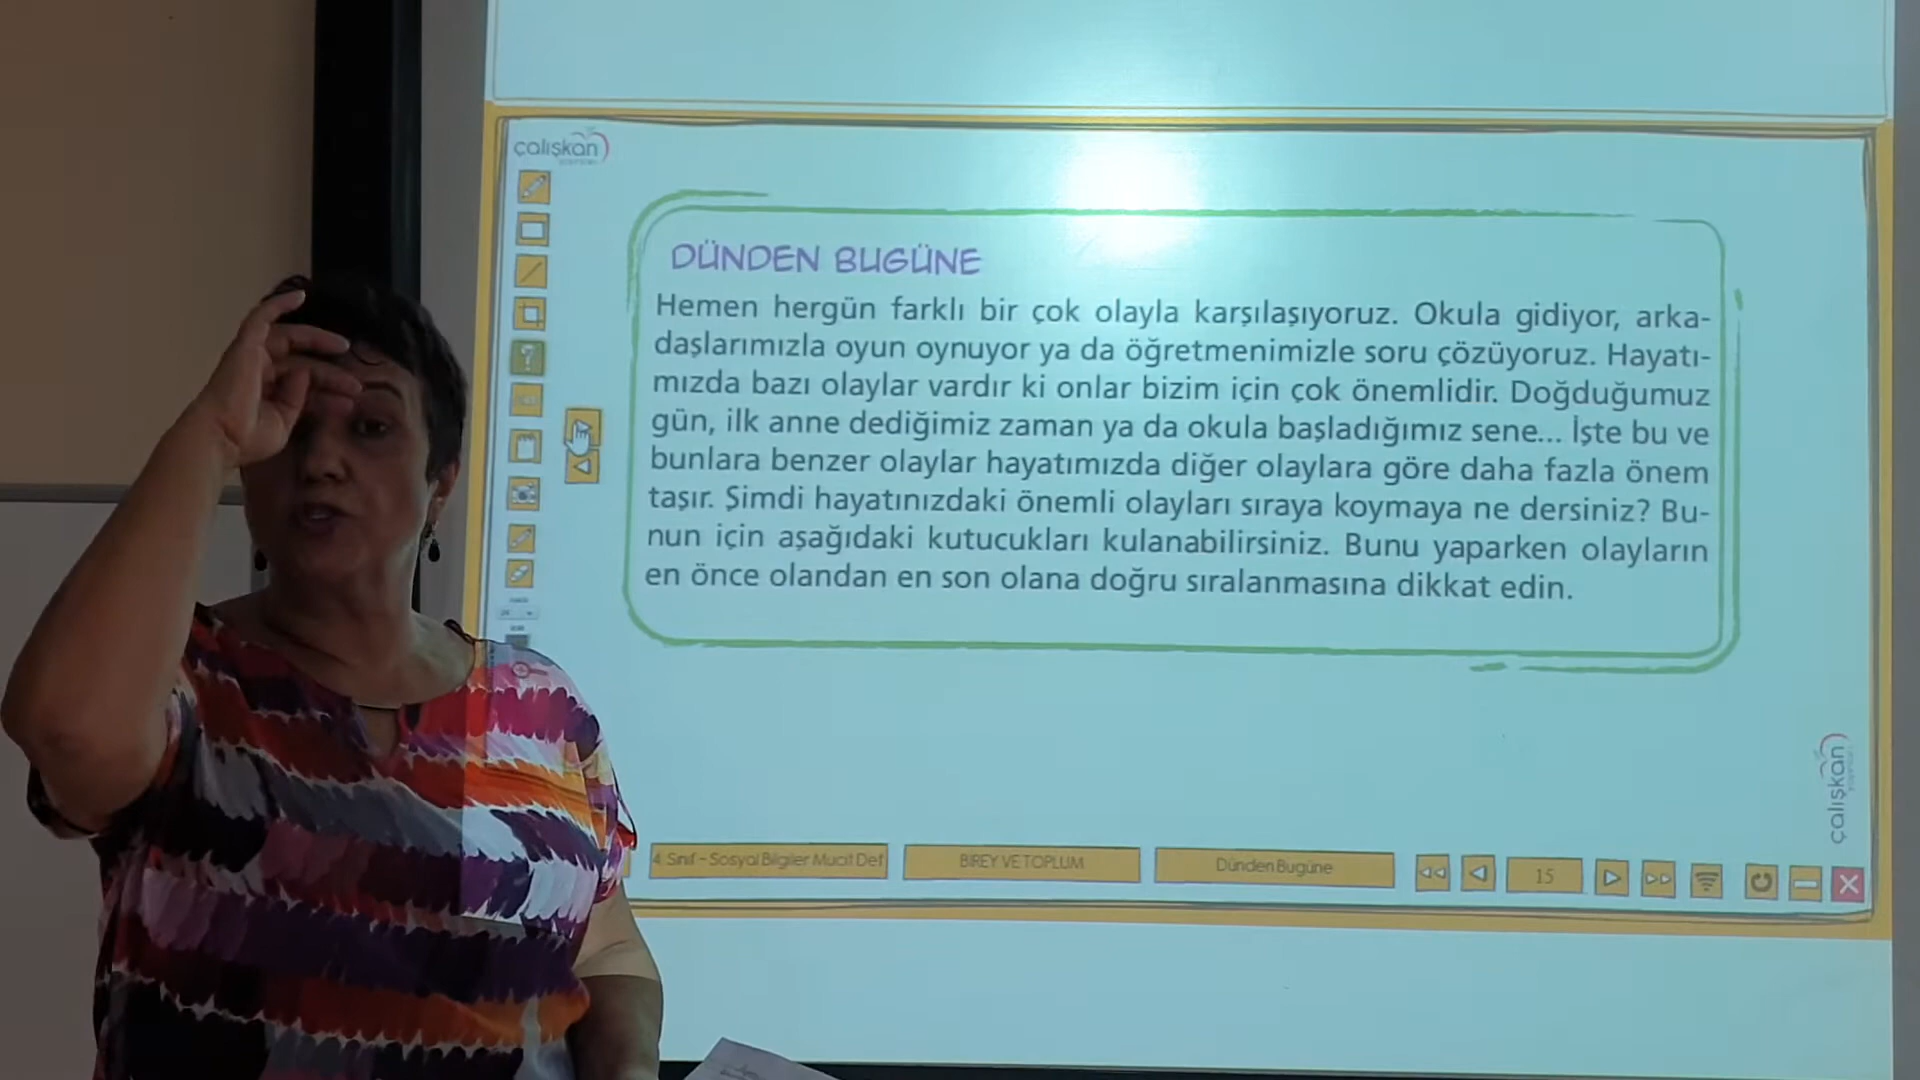 çalışkan
DÜNDEN BUGÜNE
Hemen hergün farklı bir çok olayla karşılaşıyoruz. Okula gidiyor, arka-
daşlarımızla oyun oynuyor ya da öğretmenimizle soru çözüyoruz. Hayatı-
mızda bazı olaylar vardır ki onlar bizim için çok önemlidir. Doğduğumuz
gün, ilk anne dediğimiz zaman ya da okula başladığımız sene... İşte bu ve
bunlara benzer olaylar hayatımızda diğer olaylara göre daha fazla önem
taşır. Şimdi hayatınızdaki önemli olayları sıraya koymaya ne dersiniz? Bu-
nun için aşağıdaki kutucukları kulanabilirsiniz. Bunu yaparken olayların
en önce olandan en son olana doğru sıralanmasına dikkat edin.
çalışkan
4. Sınıf - Sosyal Bilgiler Mucit Def
BİREY VE TOPLUM
Dünden Bugüne
15